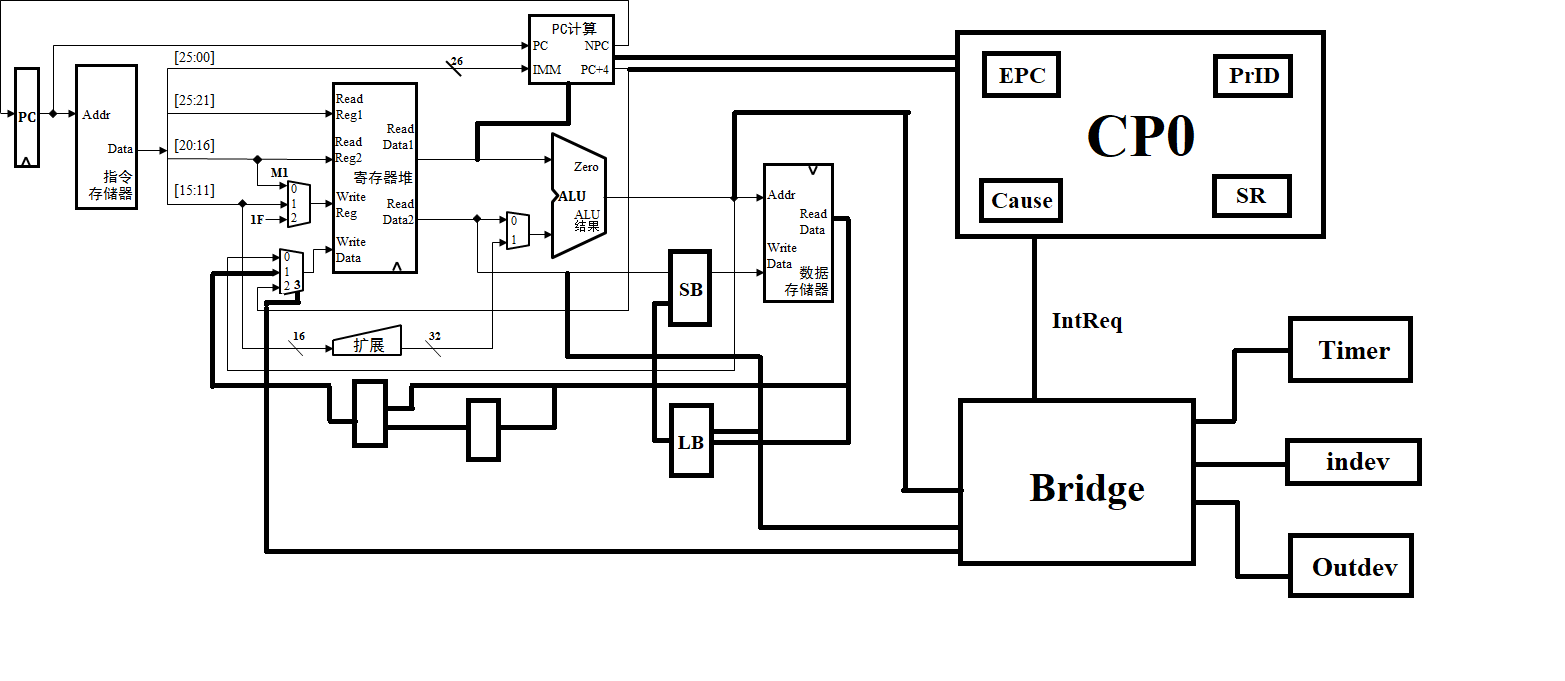 PC计算
PC
NPC
IMM
PC+4
[25:00]
26
EPC
PrID
CP0
Cause
SR
PC
Addr
Data
指令
存储器
[25:21]
[20:16]
[15:11]
M1
0
1
2
1F
Read
Reg1
Read
Data1
Read
Reg2
寄存器堆
Write
Reg
Read
Data2
Write
Data
0
1
2
3
0
1
Zero
ALU
ALU
结果
Addr
Read
Data
Write
Data
数据
存储器
SB
16
扩展
32
LB
IntReq
Bridge
Timer
indev
Outdev